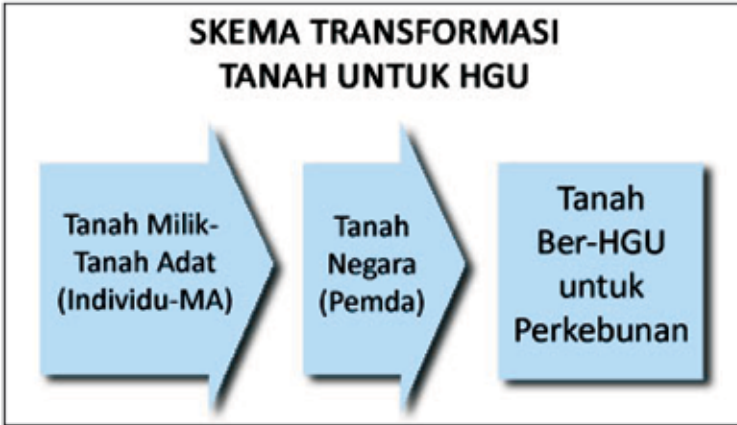 SKEMA TRANSFORMASI
TANAH UNTUK HGU
Tanah Milik-
Tanah Adat
(Individu-MA)
Tanah
Negara
(Pemda)
Tanah
Ber-HGU
untuk
Perkebunan